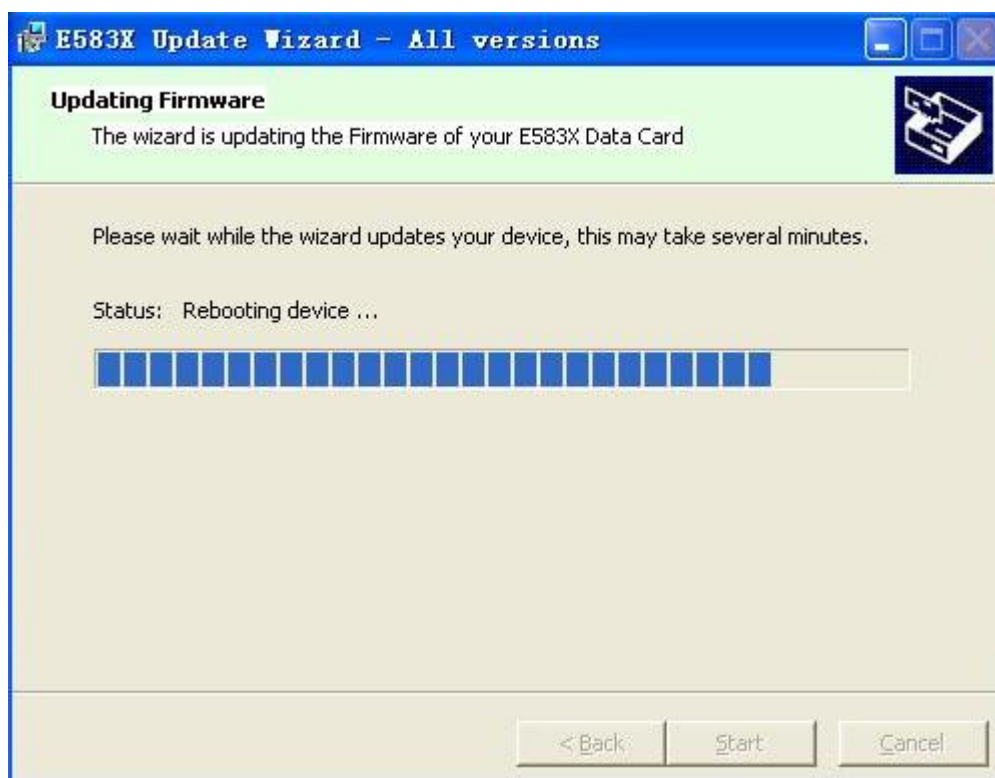 E583X Update Wizard - All versions
Updating Firmware
The wizard is updating the Firmware of your E583X Data Card
Please wait while the wizard updates your device, this may take several minutes.
Status: Rebooting device ...
< Back Start Cancel